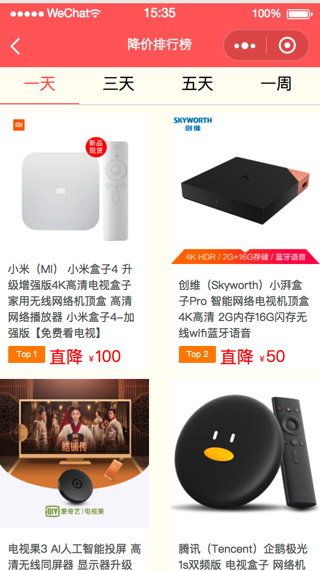 WeChat
15:35
100%
降价排行榜
一天
三天
五天
一周
mi
新品
现货
小米（MI） 小米盒子4 升
级增强版4K高清电视盒子
家用无线网络机顶盒 高清
网络播放器 小米盒子4-加
强版【免费看电视】
Top 1
直降 ¥100
SKYWORTH
创维
4K HDR / 2G+16G存储 / 蓝牙语音
创维（Skyworth）小湃盒
子Pro 智能网络电视机顶盒
4K高清 2G内存16G闪存无
线wifi蓝牙语音
Top 2
直降 ¥50
皓镧传
iQIYI 爱奇艺 | 电视果
电视果3 AI人工智能投屏 高
清无线同屏器 显示器升级
腾讯（Tencent）企鹅极光
1s双频版 电视盒子 网络机